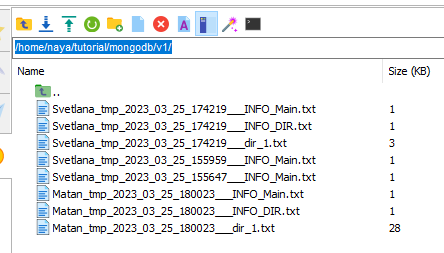 /home/naya/tutorial/mongodb/v1/
Name Size (KB)
..
Svetlana_tmp_2023_03_25_174219___INFO_Main.txt 1
Svetlana_tmp_2023_03_25_174219___INFO_DIR.txt 1
Svetlana_tmp_2023_03_25_174219___dir_1.txt 3
Svetlana_tmp_2023_03_25_155959___INFO_Main.txt 1
Svetlana_tmp_2023_03_25_155647___INFO_Main.txt 1
Matan_tmp_2023_03_25_180023___INFO_Main.txt 1
Matan_tmp_2023_03_25_180023___INFO_DIR.txt 1
Matan_tmp_2023_03_25_180023___dir_1.txt 28